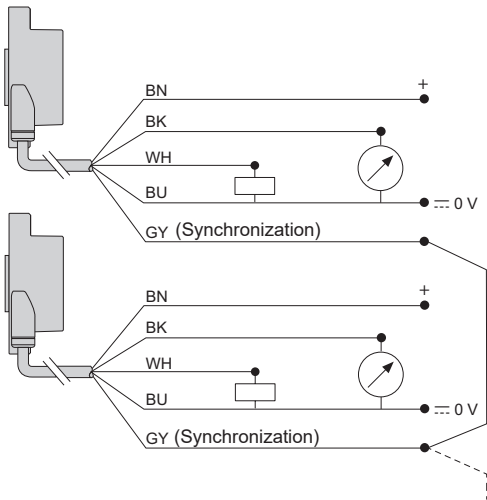 BN
+
BK
WH
BU
⎓ 0 V
GY (Synchronization)
BN
+
BK
WH
BU
⎓ 0 V
GY (Synchronization)